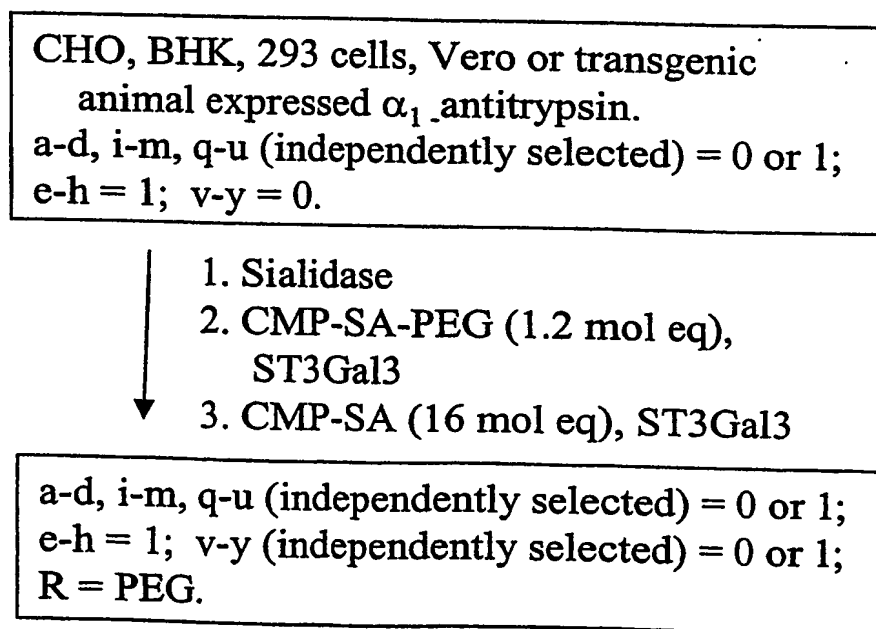 CHO, BHK, 293 cells, Vero or transgenic
animal expressed α₁ antitrypsin.
a-d, i-m, q-u (independently selected) = 0 or 1;
e-h = 1; v-y = 0.
1. Sialidase
2. CMP-SA-PEG (1.2 mol eq),
ST3Gal3
3. CMP-SA (16 mol eq), ST3Gal3
a-d, i-m, q-u (independently selected) = 0 or 1;
e-h = 1; v-y (independently selected) = 0 or 1;
R = PEG.